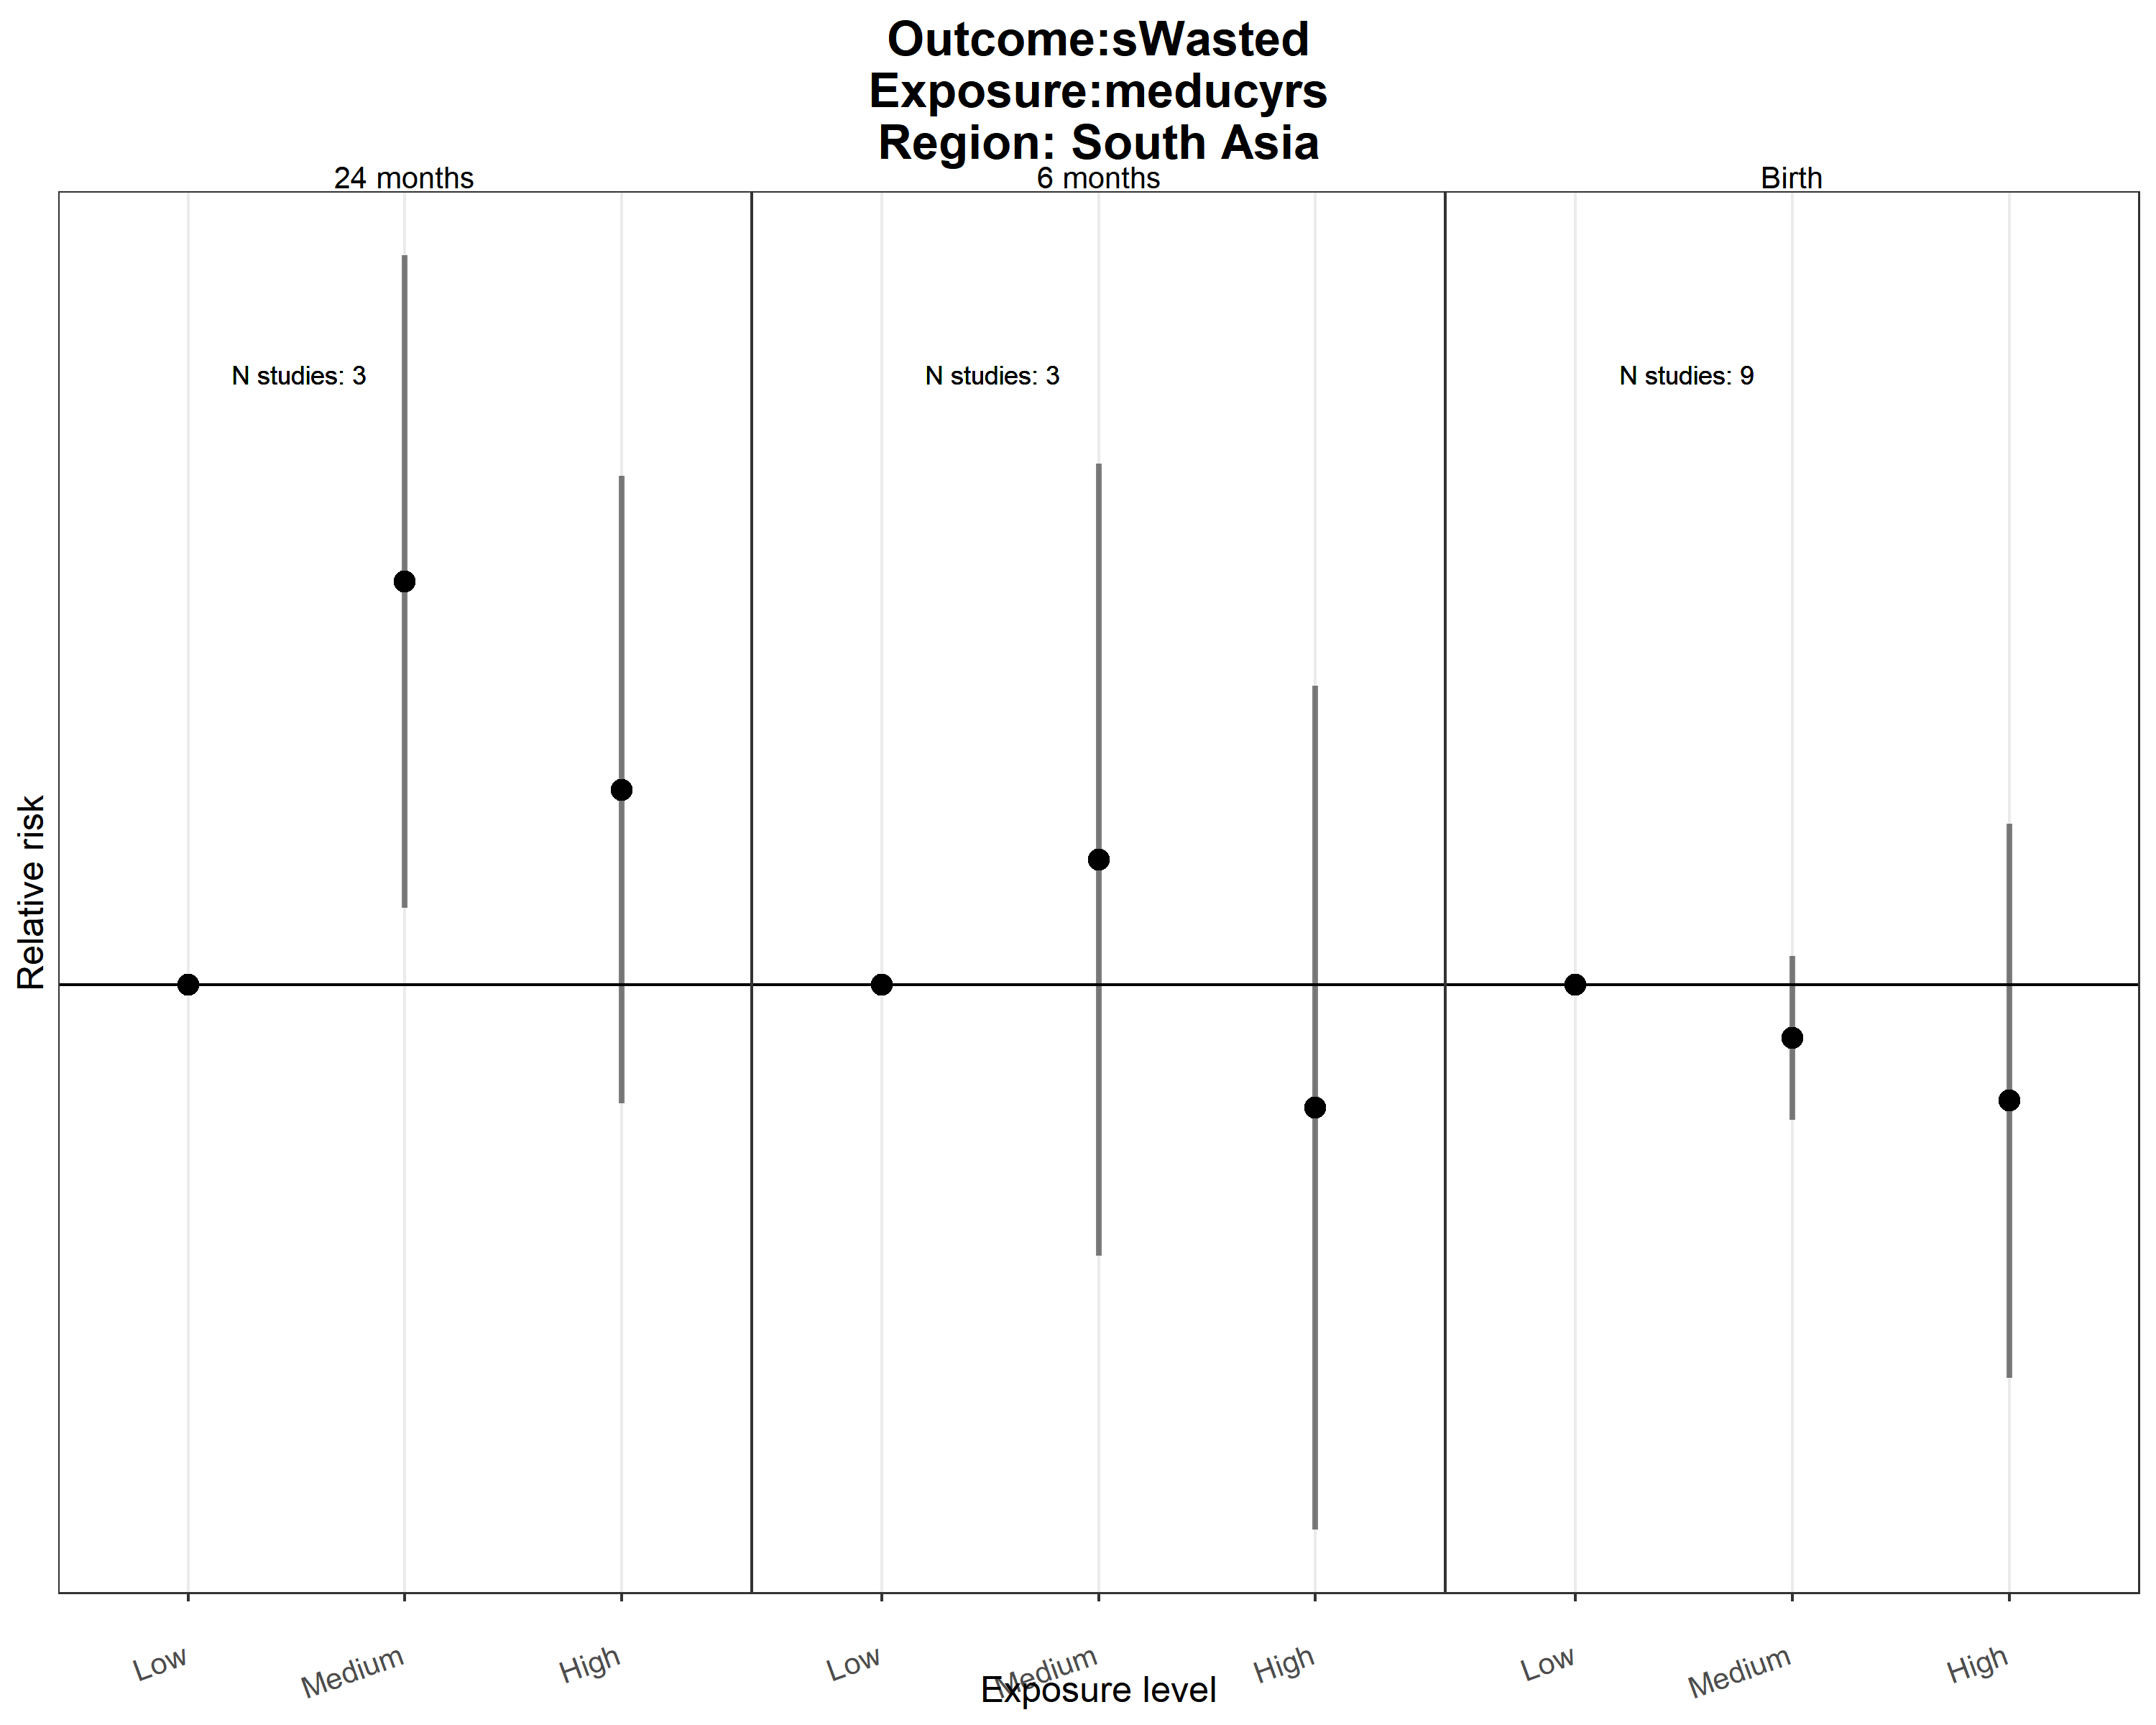 Outcome:sWasted
Exposure:meducyrs
Region: South Asia
24 months
6 months
Birth
N studies: 3
N studies: 3
N studies: 9
Relative risk
Low
Medium
High
Low
Medium
High
Low
Medium
High
Exposure level